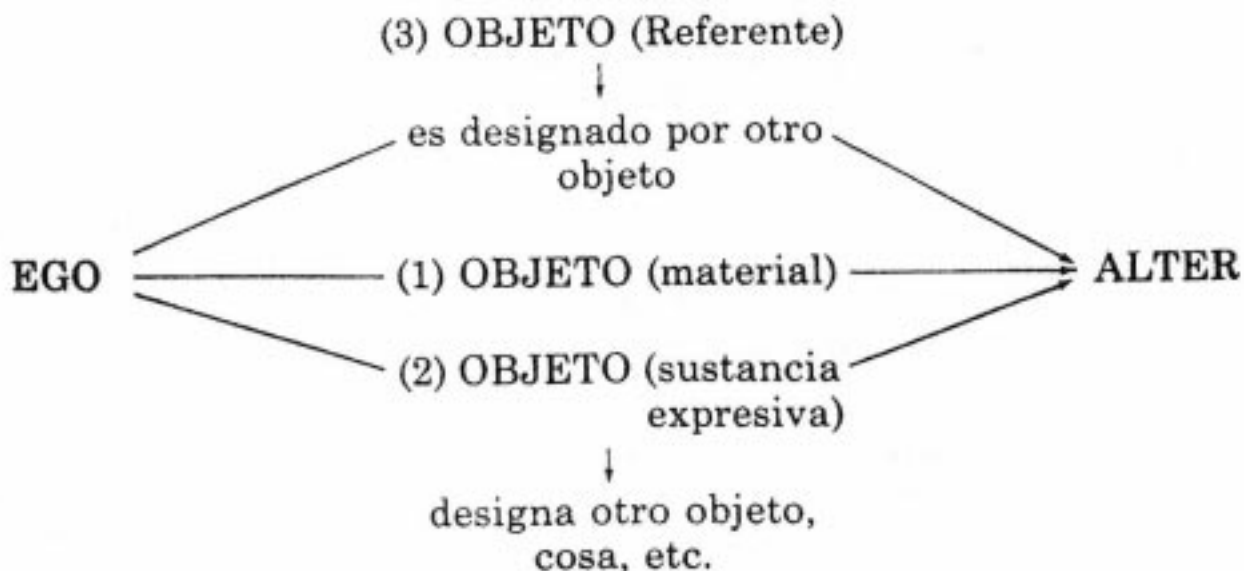 (3) OBJETO (Referente)
es designado por otro
objeto
EGO
(1) OBJETO (material)
ALTER
(2) OBJETO (sustancia
expresiva)
designa otro objeto,
cosa, etc.